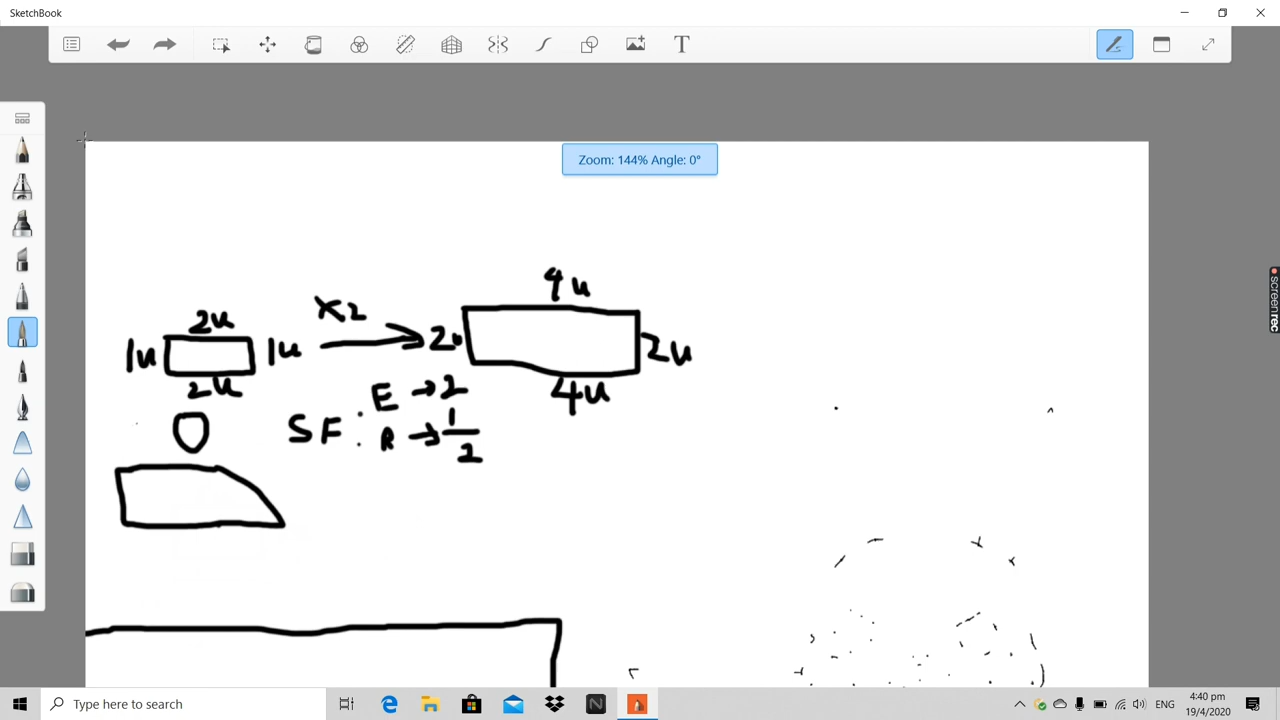 SketchBook
T
Zoom: 144% Angle: 0°
4u
2u
x2
1u
1u
2u
2u
2u
4u
SF: E → 2
R → 1/2
Screenrec
Type here to search
N
ENG
4:40 pm
19/4/2020